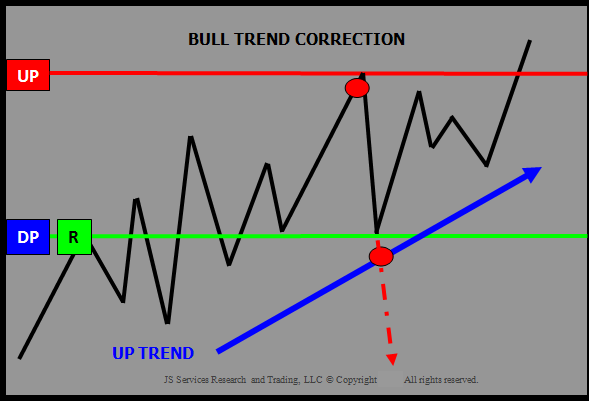 BULL TREND CORRECTION
UP
DP R
UP TREND
JS Services Research and Trading, LLC © Copyright All rights reserved.